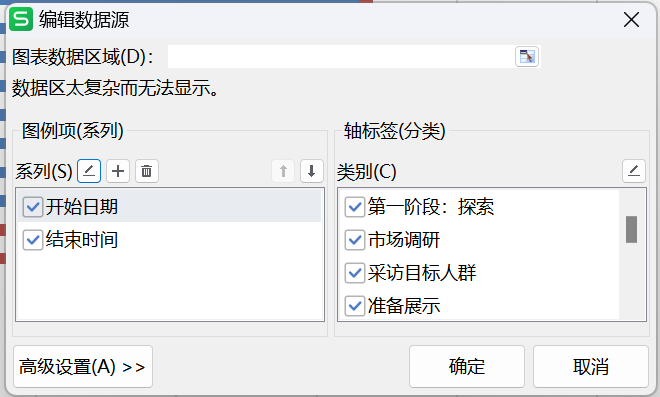 S 编辑数据源
图表数据区域(D):
数据区太复杂而无法显示。
图例项(系列)
系列(S)
开始日期
结束时间
轴标签(分类)
类别(C)
第一阶段：探索
市场调研
采访目标人群
准备展示
高级设置(A) >>
确定
取消